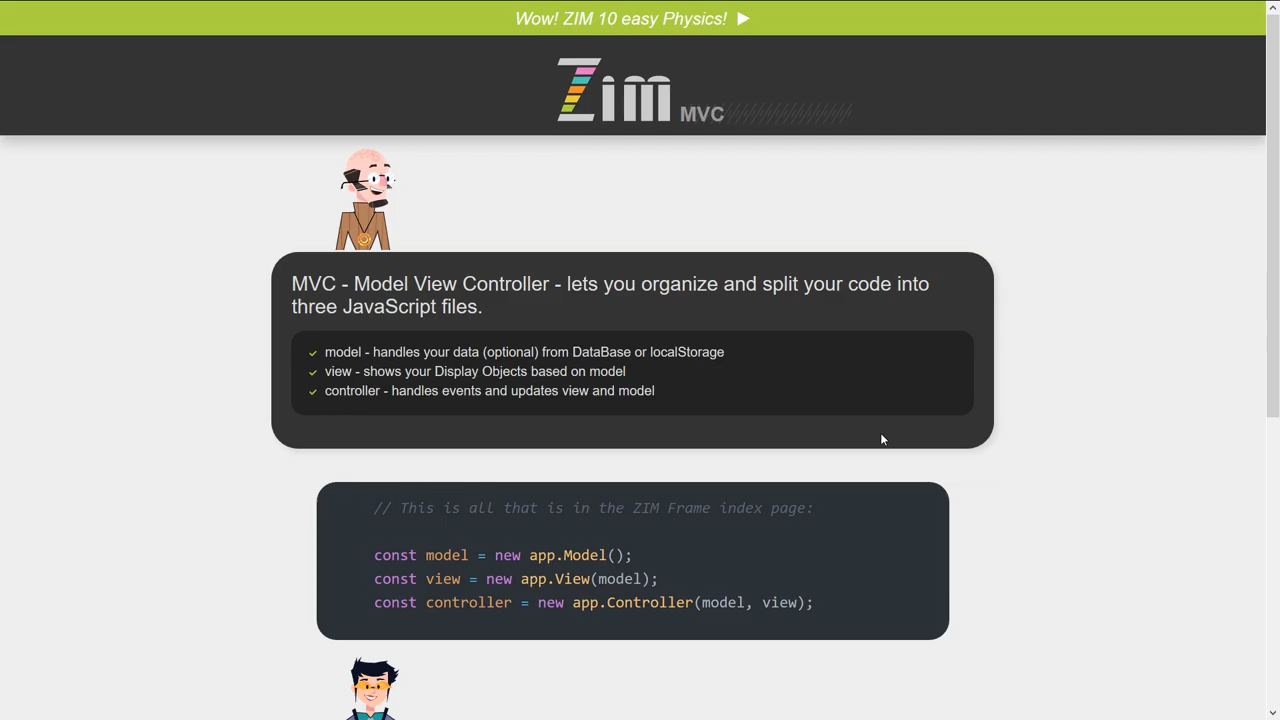 Wow! ZIM 10 easy Physics! ▶
Zim MVC
MVC - Model View Controller - lets you organize and split your code into
three JavaScript files.
model - handles your data (optional) from DataBase or localStorage
view - shows your Display Objects based on model
controller - handles events and updates view and model
// This is all that is in the ZIM Frame index page:
const model = new app.Model();
const view = new app.View(model);
const controller = new app.Controller(model, view);